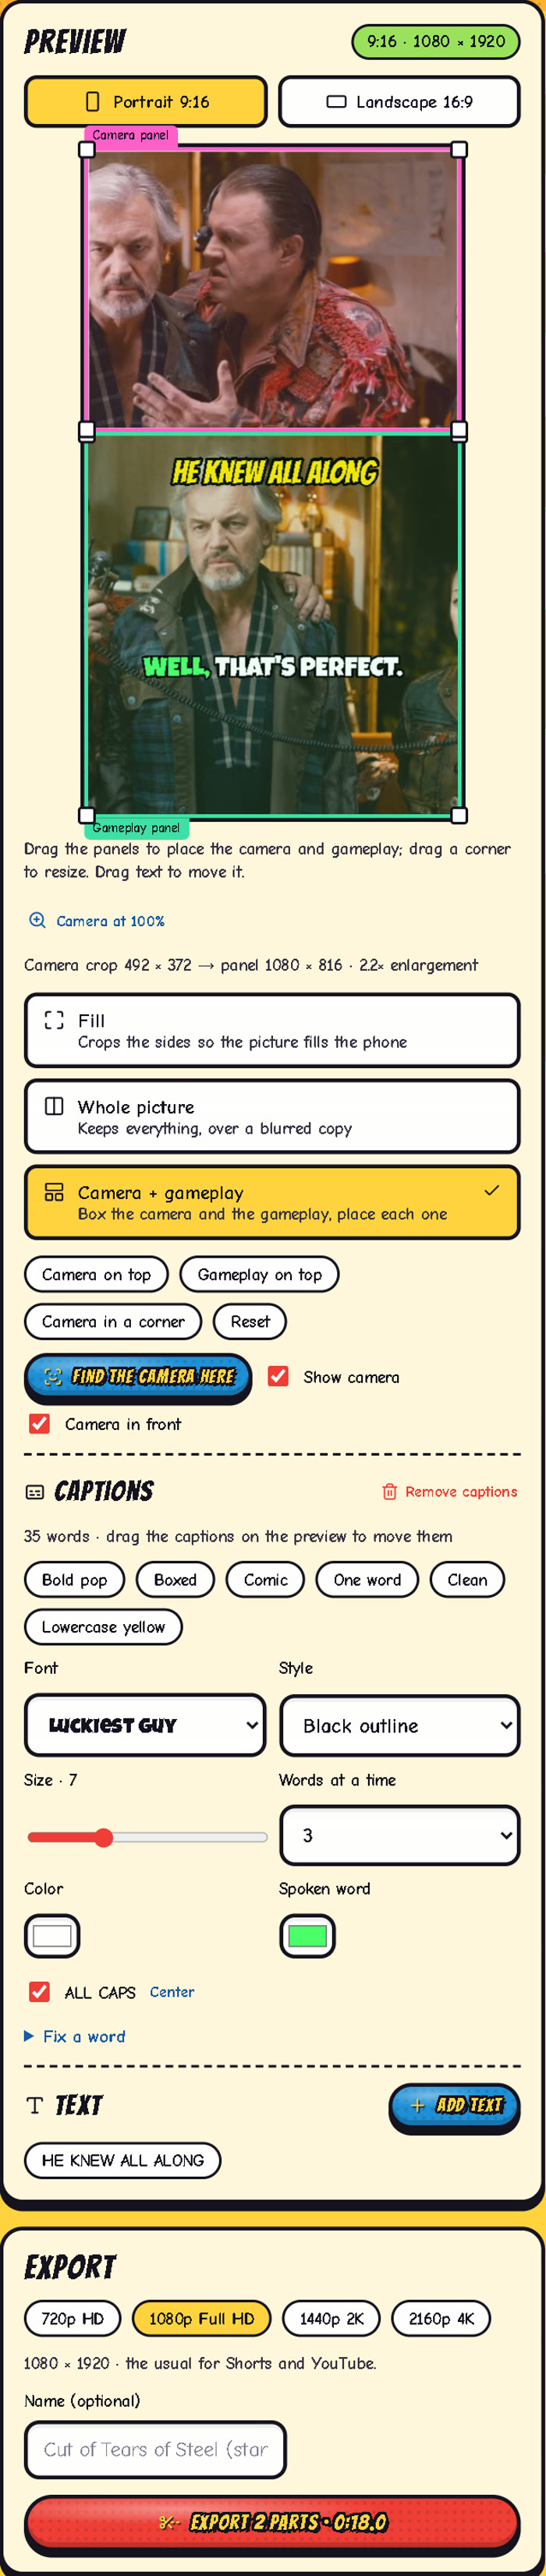 PREVIEW
9:16 · 1080 × 1920
Portrait 9:16
Landscape 16:9
Camera panel
HE KNEW ALL ALONG
WELL, THAT'S PERFECT.
Gameplay panel
Drag the panels to place the camera and gameplay; drag a corner
to resize. Drag text to move it.
Camera at 100%
Camera crop 492 × 372 → panel 1080 × 816 · 2.2× enlargement
Fill
Crops the sides so the picture fills the phone
Whole picture
Keeps everything, over a blurred copy
Camera + gameplay
Box the camera and the gameplay, place each one
Camera on top
Gameplay on top
Camera in a corner
Reset
FIND THE CAMERA HERE
Show camera
Camera in front
CAPTIONS
Remove captions
35 words · drag the captions on the preview to move them
Bold pop
Boxed
Comic
One word
Clean
Lowercase yellow
Font
Style
Luckiest Guy
Black outline
Size · 7
Words at a time
3
Color
Spoken word
ALL CAPS
Center
Fix a word
TEXT
ADD TEXT
HE KNEW ALL ALONG
EXPORT
720p HD
1080p Full HD
1440p 2K
2160p 4K
1080 × 1920 · the usual for Shorts and YouTube.
Name (optional)
Cut of Tears of Steel (star
EXPORT 2 PARTS · 0:18.0